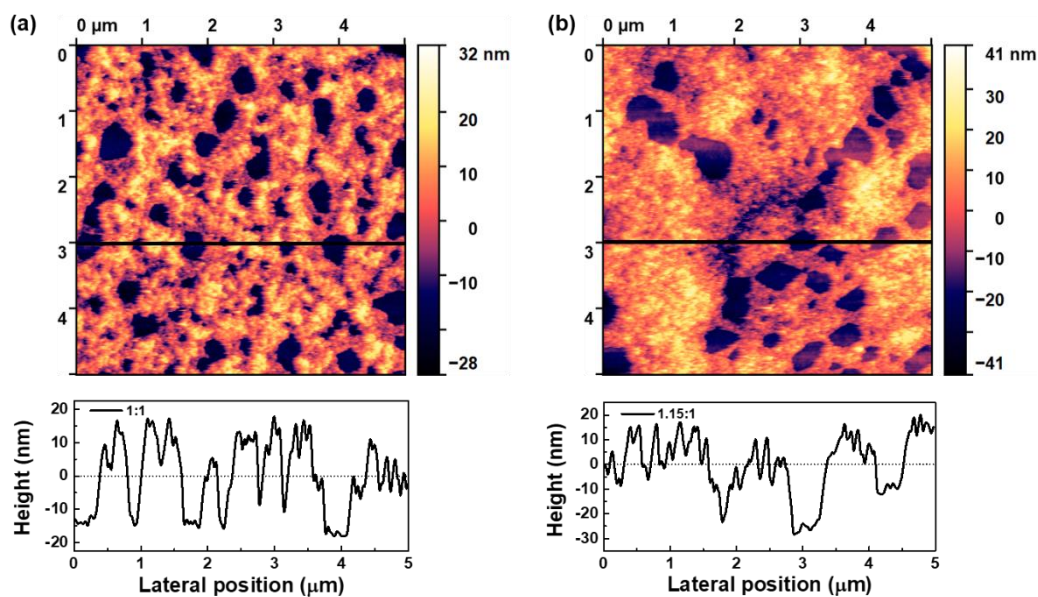 (a)
0 μm 1 2 3 4
0
1
2
3
4
32 nm
20
10
0
−10
−28
(b)
0 μm 1 2 3 4
0
1
2
3
4
41 nm
30
20
10
0
−10
−20
−41
1:1
20
10
0
-10
-20
Height (nm)
0 1 2 3 4 5
Lateral position (μm)
1.15:1
20
10
0
-10
-20
-30
Height (nm)
0 1 2 3 4 5
Lateral position (μm)